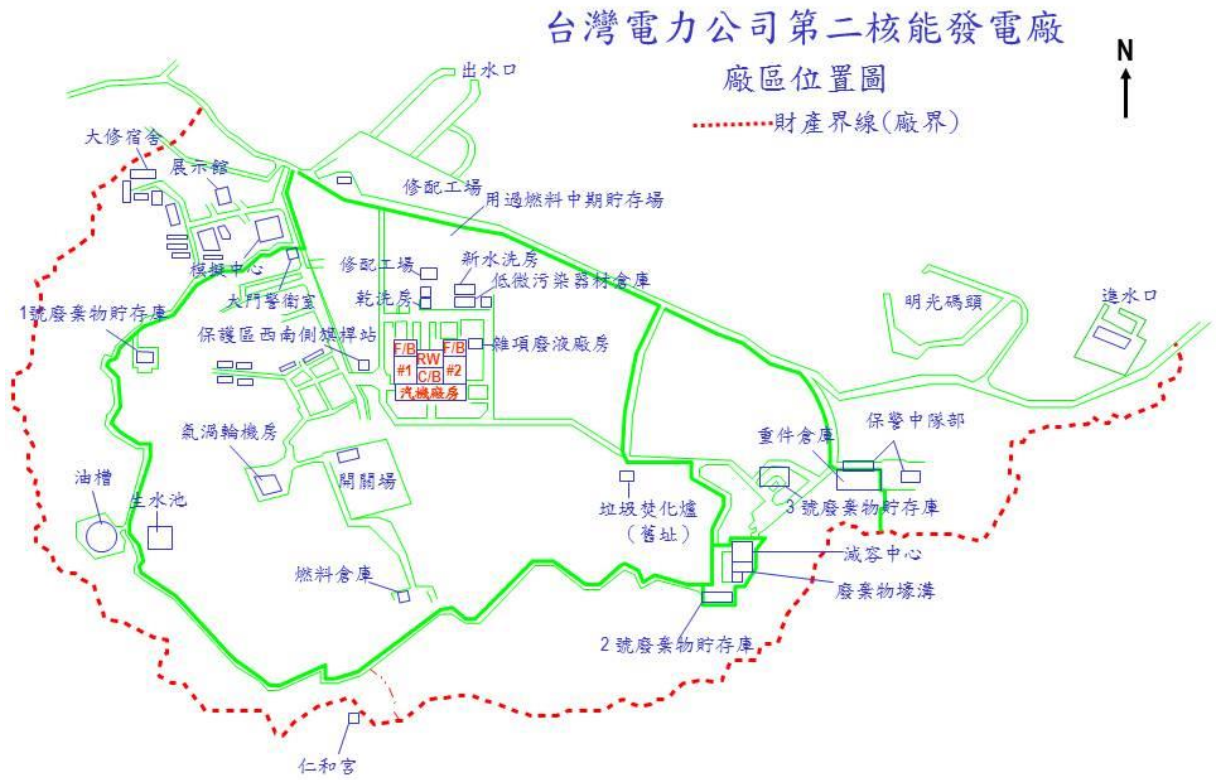 台灣電力公司第二核能發電廠
廠區位置圖
N
財產界線(廠界)
出水口
大修宿舍
展示館
修配工場
用過燃料中期貯存場
模擬中心
大門警衛室
修配工場
新水洗房
低微污染器材倉庫
乾洗房
明光碼頭
進水口
1號廢棄物貯存庫
保護區西南側旗桿站
雜項廢液廠房
F/B
F/B
RW
#1
C/B
#2
汽機廠房
氣渦輪機房
開關場
重件倉庫
保警中隊部
油槽
生水池
垃圾焚化爐
(舊址)
3號廢棄物貯存庫
減容中心
燃料倉庫
廢棄物壕溝
2號廢棄物貯存庫
仁和宮